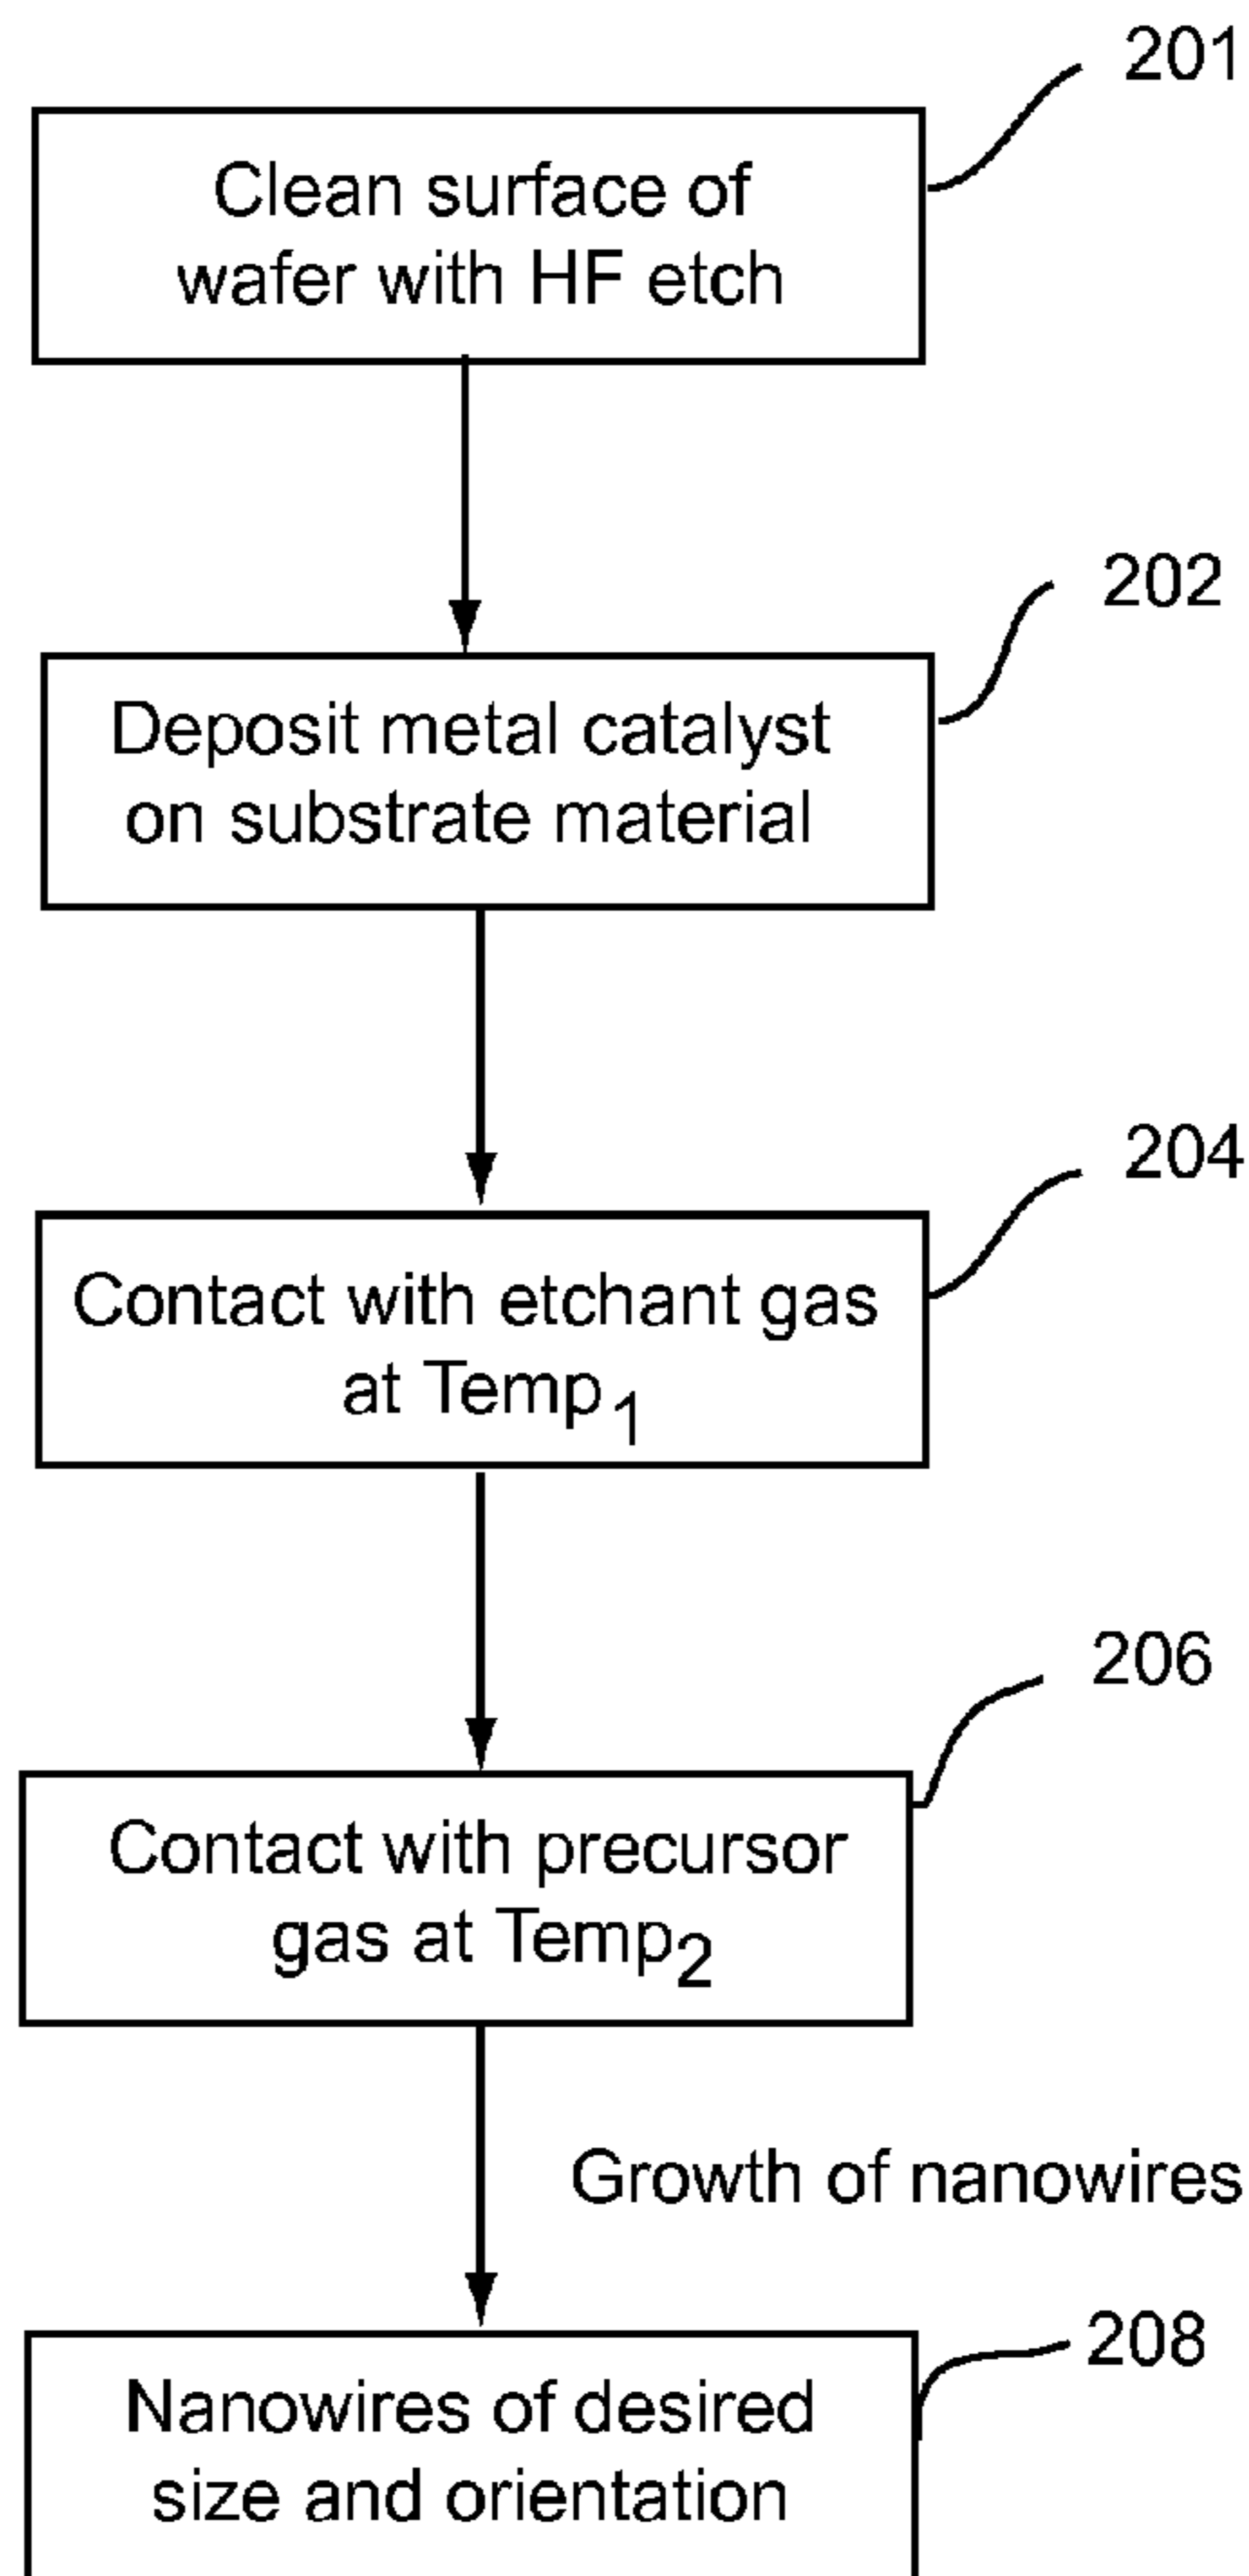 201
Clean surface of
wafer with HF etch
202
Deposit metal catalyst
on substrate material
204
Contact with etchant gas
at Temp1
206
Contact with precursor
gas at Temp2
Growth of nanowires
208
Nanowires of desired
size and orientation